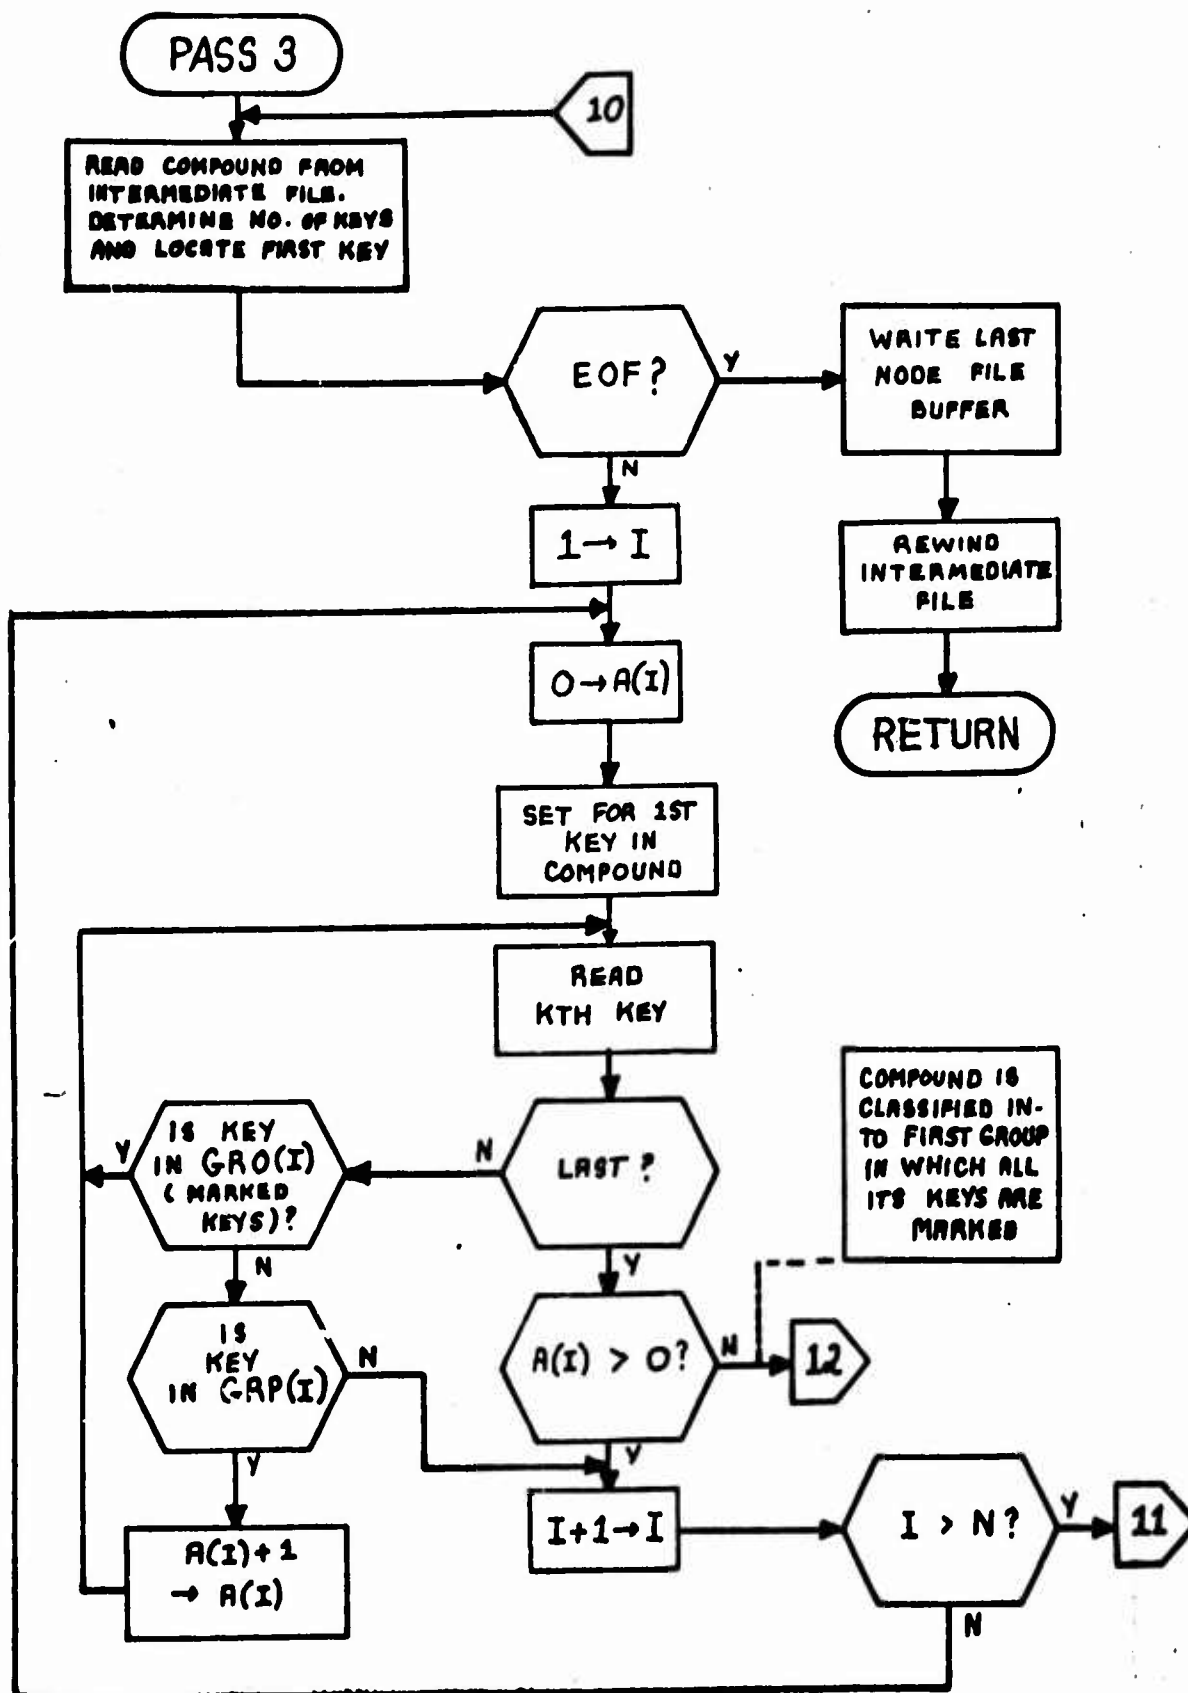 PASS 3
10
READ COMPOUND FROM
INTERMEDIATE FILE.
DETERMINE NO. OF KEYS
AND LOCATE FIRST KEY
EOF?
Y
WRITE LAST
NODE FILE
BUFFER
N
1→I
REWIND
INTERMEDIATE
FILE
0→A(I)
RETURN
SET FOR 1ST
KEY IN
COMPOUND
READ
KTH KEY
COMPOUND IS
CLASSIFIED IN-
TO FIRST GROUP
IN WHICH ALL
ITS KEYS ARE
MARKED
LAST?
N
IS KEY
IN GRO(I)
(MARKED
KEYS)?
Y
N
Y
IS
KEY
IN GRP(I)
N
A(I) > 0?
N
12
Y
Y
A(I)+1
→ A(I)
I+1→I
I > N?
Y
11
N